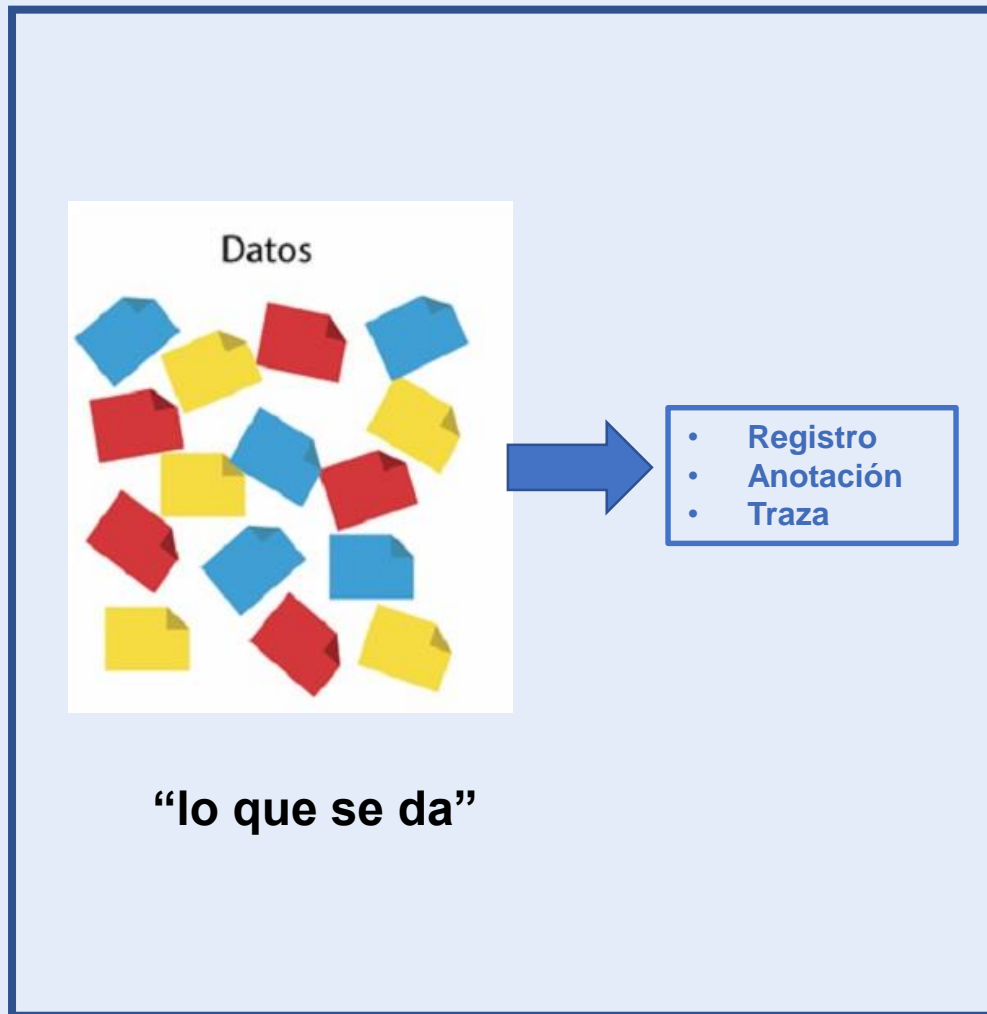 Datos
• Registro
• Anotación
• Traza
“lo que se da”